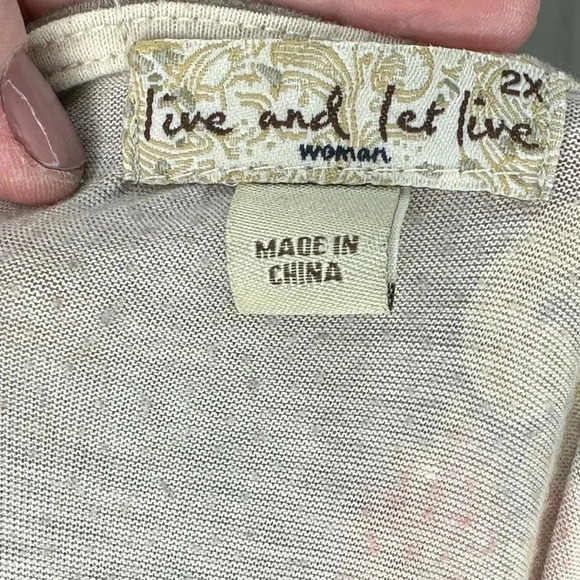 2X
live and let live
woman
MADE IN
CHINA